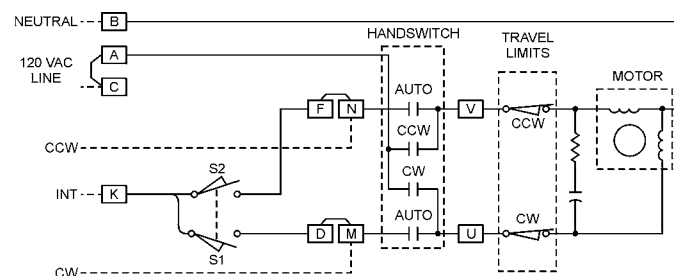 NEUTRAL B
HANDSWITCH
TRAVEL
LIMITS
A
120 VAC
LINE
C
MOTOR
AUTO
F N V
CCW
CCW
CCW
S2
CW
INT K
AUTO
CW
D M U
S1
CW